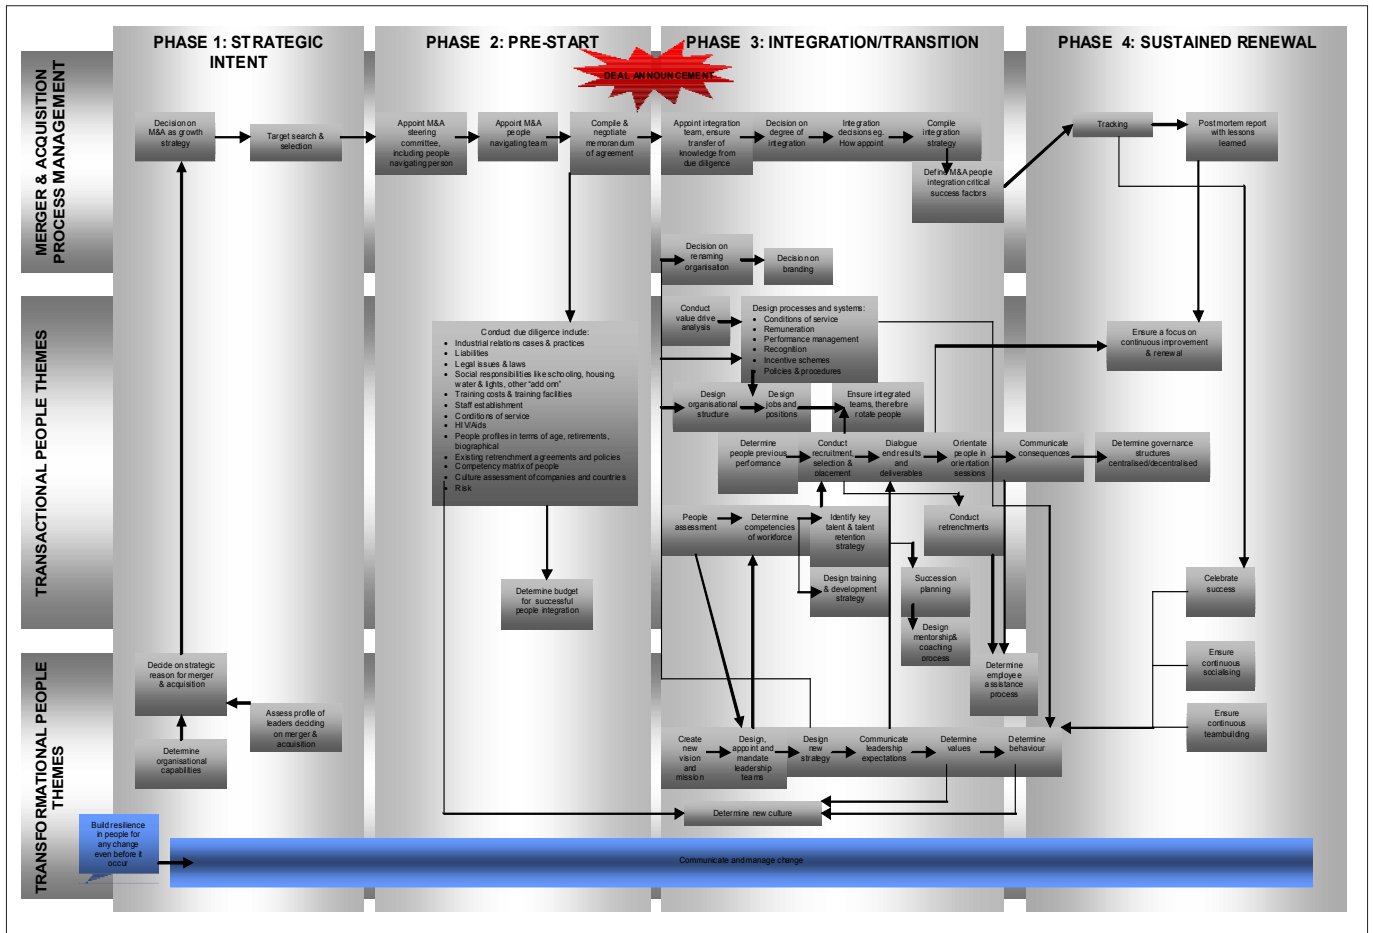 PHASE 1: STRATEGIC
INTENT
PHASE 2: PRE-START
PHASE 3: INTEGRATION/TRANSITION
PHASE 4: SUSTAINED RENEWAL
DEAL ANNOUNCEMENT
MERGER & ACQUISITION
PROCESS MANAGEMENT
Decision on
M&A as growth
strategy
Target search &
selection
Appoint M&A
steering
committee,
including people
navigating person
Appoint M&A
people
navigating team
Compile &
negotiate
memorandum
of agreement
Appoint integration
team, ensure
transfer of
knowledge from
due diligence
Decision on
degree of
integration
Integration
decisions eg.
How appoint
Compile
integration
strategy
Define M&A people
integration critical
success factors
Tracking
Post mortem report
with lessons
learned
Decision on
renaming
organisation
Decision on
branding
TRANSACTIONAL PEOPLE THEMES
Conduct due diligence include:
• Industrial relations cases & practices
• Liabilities
• Legal issues & laws
• Social responsibilities like schooling, housing,
water & lights, other "add onn"
• Training costs & training facilities
• Staff establishment
• Conditions of service
• HIV/Aids
• People profiles in terms of age, retirements,
biographical
• Existing retrenchment agreements and policies
• Competency matrix of people
• Culture assessment of companies and countries
• Risk
Determine budget
for successful
people integration
Conduct
value drive
analysis
Design processes and systems:
• Conditions of service
• Remuneration
• Performance management
• Recognition
• Incentive schemes
• Policies & procedures
Ensure a focus on
continuous improvement
& renewal
Design
organisational
structure
Design
jobs and
positions
Ensure integrated
teams, therefore
rotate people
Determine
people previous
performance
Conduct
recruitment,
selection &
placement
Dialogue
end results
and
deliverables
Orientate
people in
orientation
sessions
Communicate
consequences
Determine governance
structures
centralised/decentralised
People
assessment
Determine
competencies
of workforce
Identify key
talent & talent
retention
strategy
Conduct
retrenchments
Design training
& development
strategy
Succession
planning
Design
mentorship&
coaching
process
Celebrate
success
TRANSFORMATIONAL PEOPLE
THEMES
Decide on strategic
reason for merger
& acquisition
Assess profile of
leaders deciding
on merger &
acquisition
Determine
organisational
capabilities
Determine
employee
assistance
process
Ensure
continuous
socialising
Ensure
continuous
teambuilding
Create
new
vision and
mission
Design,
appoint and
mandate
leadership
teams
Design
new
strategy
Communicate
leadership
expectations
Determine
values
Determine
behaviour
Determine new culture
Build resilience
in people for
any change
even before it
occur
Communicate and manage change